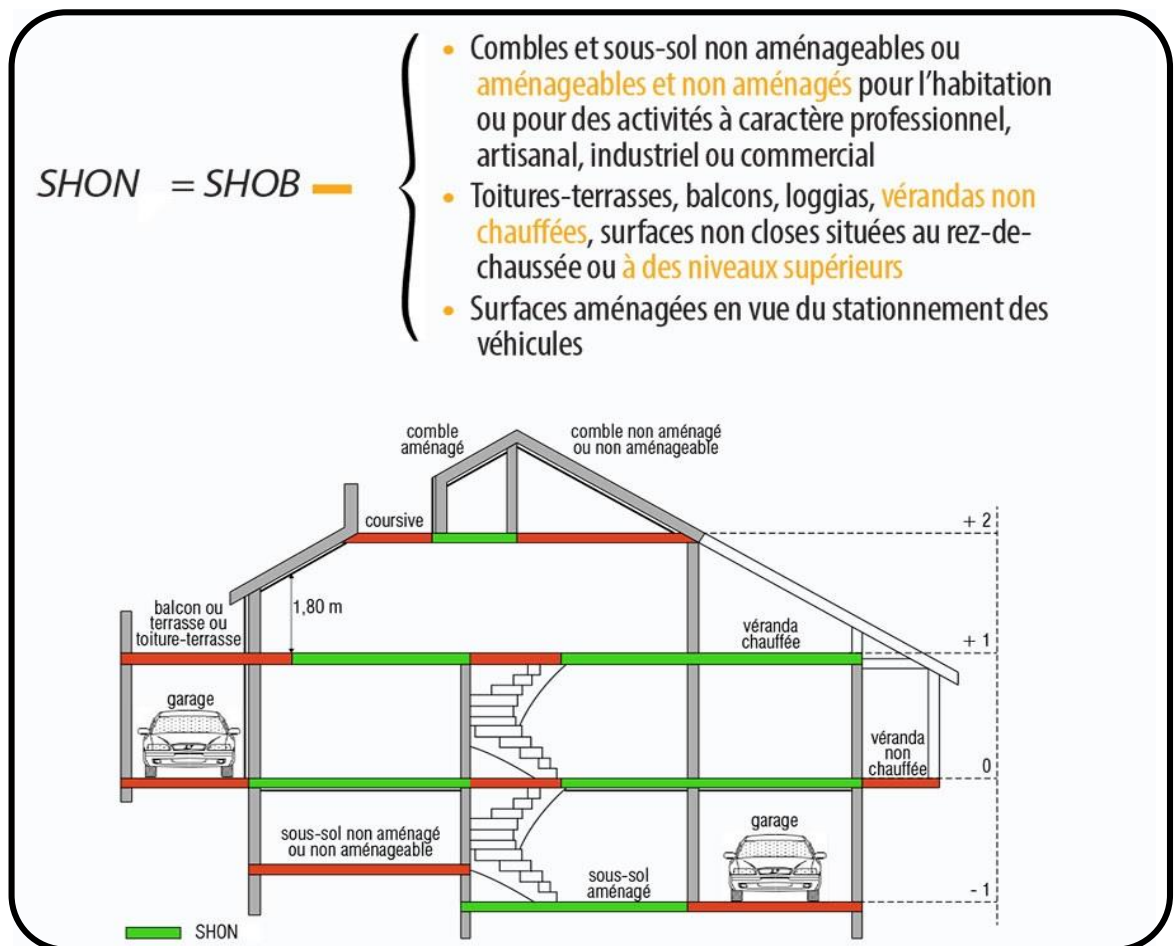 • Combles et sous-sol non aménageables ou
aménageables et non aménagés pour l'habitation
ou pour des activités à caractère professionnel,
artisanal, industriel ou commercial
SHON = SHOB –
• Toitures-terrasses, balcons, loggias, vérandas non
chauffées, surfaces non closes situées au rez-de-
chaussée ou à des niveaux supérieurs
• Surfaces aménagées en vue du stationnement des
véhicules
comble
aménagé
comble non aménagé
ou non aménageable
coursive
+ 2
1,80 m
balcon ou
terrasse ou
toiture-terrasse
véranda
chauffée
+ 1
garage
véranda
non
chauffée
0
sous-sol non aménagé
ou non aménageable
garage
sous-sol
aménagé
- 1
SHON